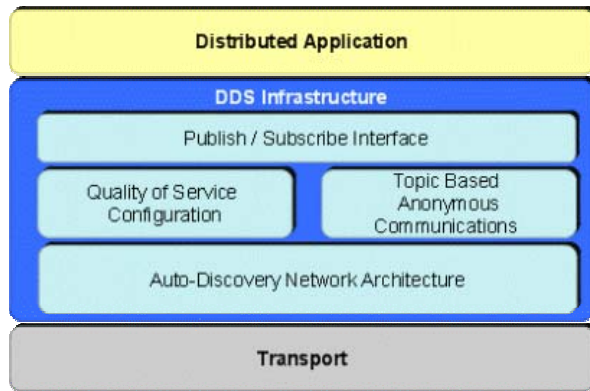 Distributed Application
DDS Infrastructure
Publish / Subscribe Interface
Quality of Service
Configuration
Topic Based
Anonymous
Communications
Auto-Discovery Network Architecture
Transport